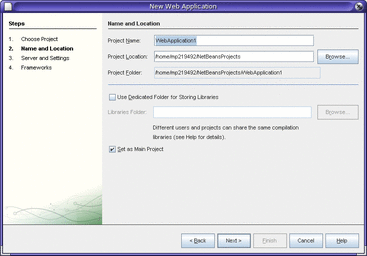 New Web Application
Steps
1. Choose Project
2. Name and Location
3. Server and Settings
4. Frameworks
Name and Location
Project Name: WebApplication1
Project Location: /home/mp219492/NetBeansProjects Browse...
Project Folder: /home/mp219492/NetBeansProjects/WebApplication1
Use Dedicated Folder for Storing Libraries
Libraries Folder: Browse...
Different users and projects can share the same compilation
libraries (see Help for details).
Set as Main Project
< Back Next > Finish Cancel Help